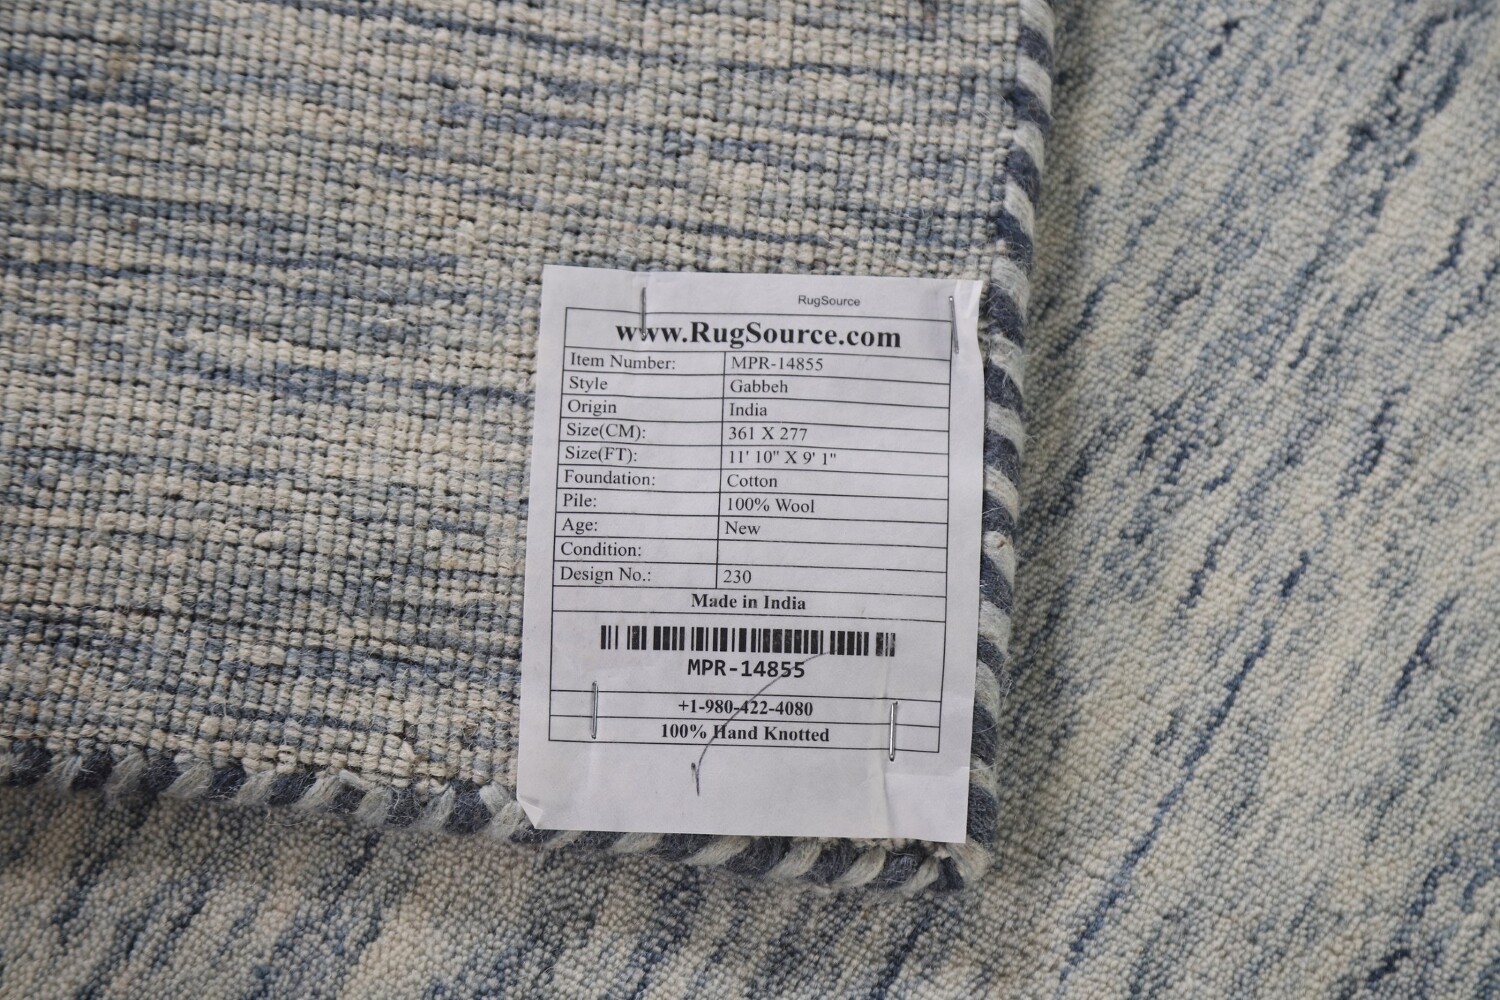 RugSource
www.RugSource.com
Item Number: MPR-14855
Style Gabbeh
Origin India
Size(CM): 361 X 277
Size(FT): 11' 10" X 9' 1"
Foundation: Cotton
Pile: 100% Wool
Age: New
Condition:
Design No.: 230
Made in India
MPR-14855
+1-980-422-4080
100% Hand Knotted